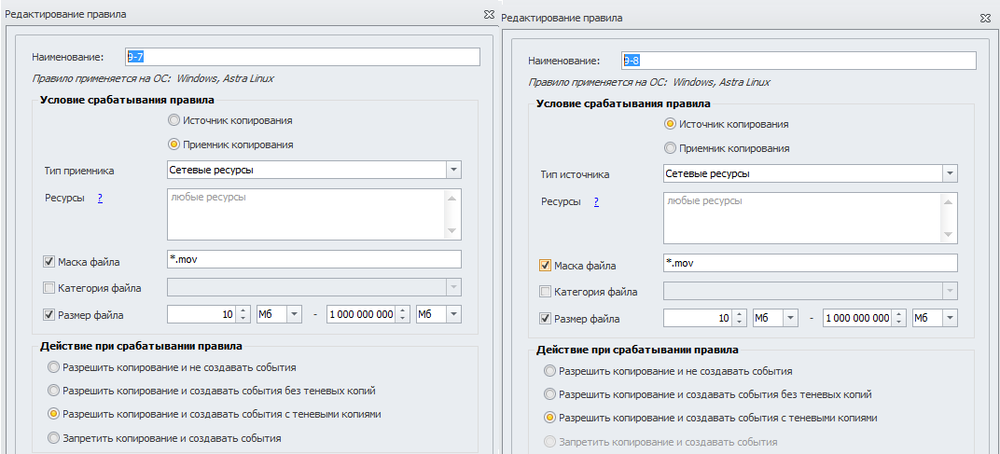 Редактирование правила
Наименование: 9-7
Правило применяется на ОС: Windows, Astra Linux
Условие срабатывания правила
Источник копирования
Приемник копирования
Тип приемника Сетевые ресурсы
Ресурсы ? любые ресурсы
Маска файла *.mov
Категория файла
Размер файла 10 Мб - 1 000 000 000 Мб
Действие при срабатывании правила
Разрешить копирование и не создавать события
Разрешить копирование и создавать события без теневых копий
Разрешить копирование и создавать события с теневыми копиями
Запретить копирование и создавать события
Редактирование правила
Наименование: 9-8
Правило применяется на ОС: Windows, Astra Linux
Условие срабатывания правила
Источник копирования
Приемник копирования
Тип источника Сетевые ресурсы
Ресурсы ? любые ресурсы
Маска файла *.mov
Категория файла
Размер файла 10 Мб - 1 000 000 000 Мб
Действие при срабатывании правила
Разрешить копирование и не создавать события
Разрешить копирование и создавать события без теневых копий
Разрешить копирование и создавать события с теневыми копиями
Запретить копирование и создавать события